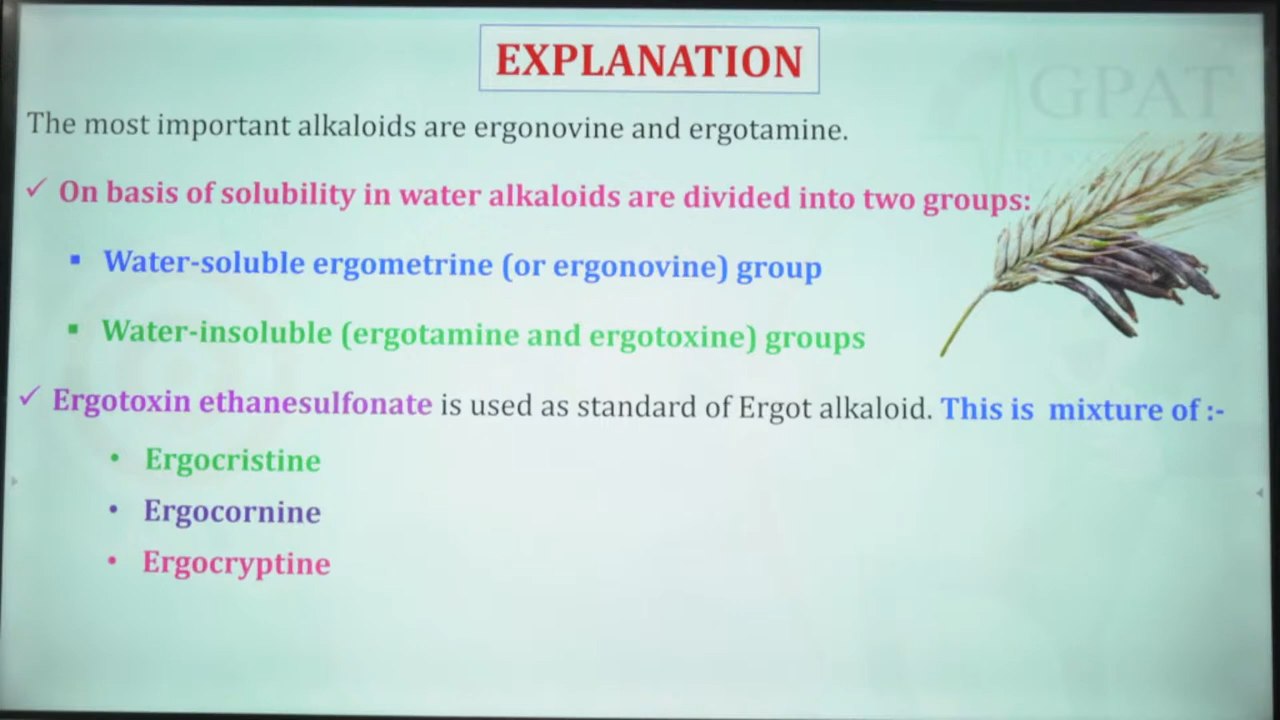 EXPLANATION
GPAT
The most important alkaloids are ergonovine and ergotamine.
✓ On basis of solubility in water alkaloids are divided into two groups:
▪ Water-soluble ergometrine (or ergonovine) group
▪ Water-insoluble (ergotamine and ergotoxine) groups
✓ Ergotoxin ethanesulfonate is used as standard of Ergot alkaloid. This is mixture of :-
• Ergocristine
• Ergocornine
• Ergocryptine